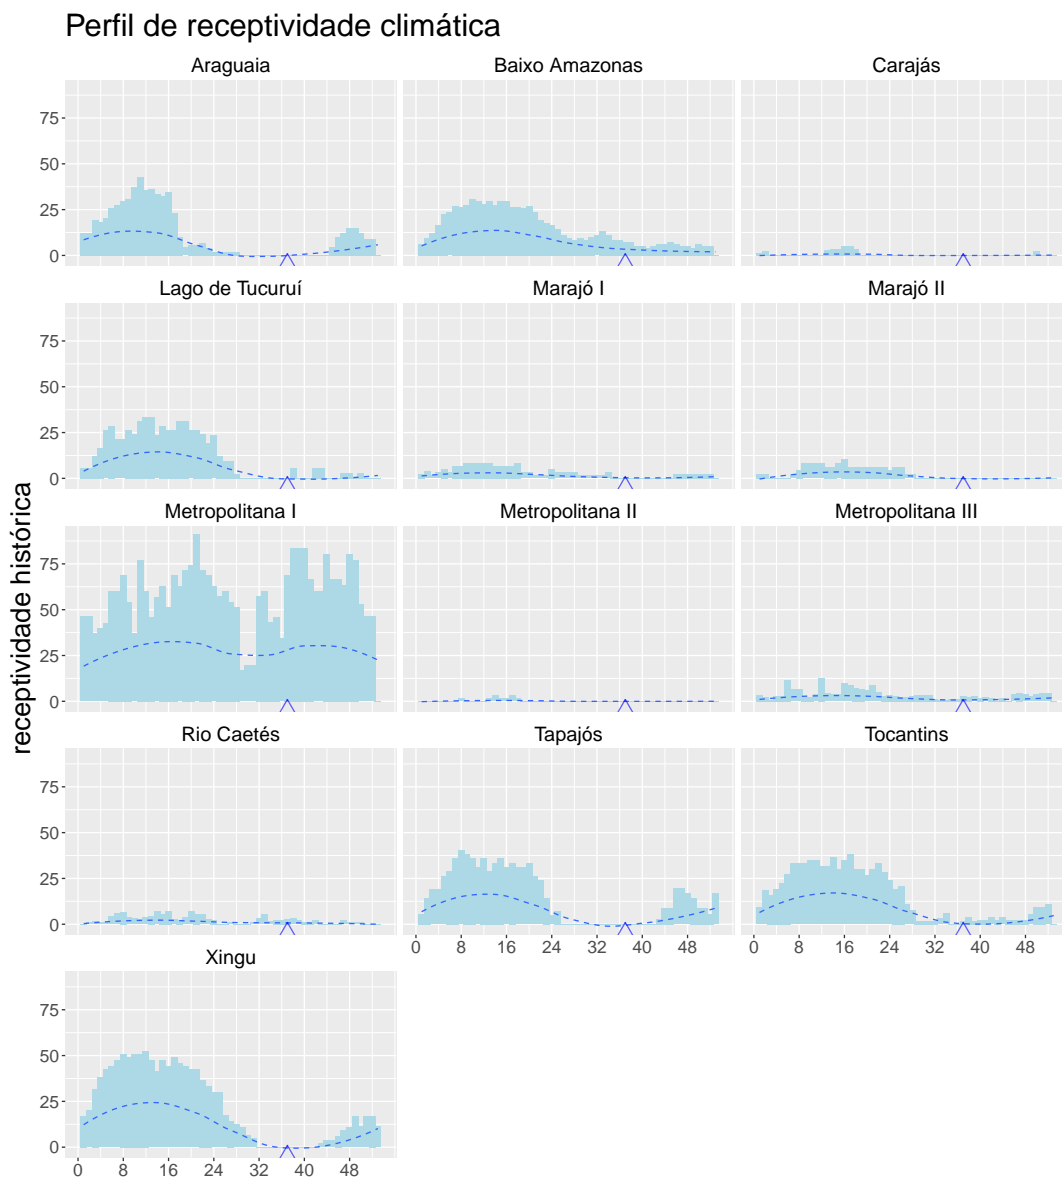 Perfil de receptividade climática
Araguaia
Baixo Amazonas
Carajás
75
50
25
0
Lago de Tucuruí
Marajó I
Marajó II
75
50
25
0
Metropolitana I
Metropolitana II
Metropolitana III
75
50
25
0
receptividade histórica
Rio Caetés
Tapajós
Tocantins
75
50
25
0
0 8 16 24 32 40 48
0 8 16 24 32 40 48
Xingu
75
50
25
0
0 8 16 24 32 40 48